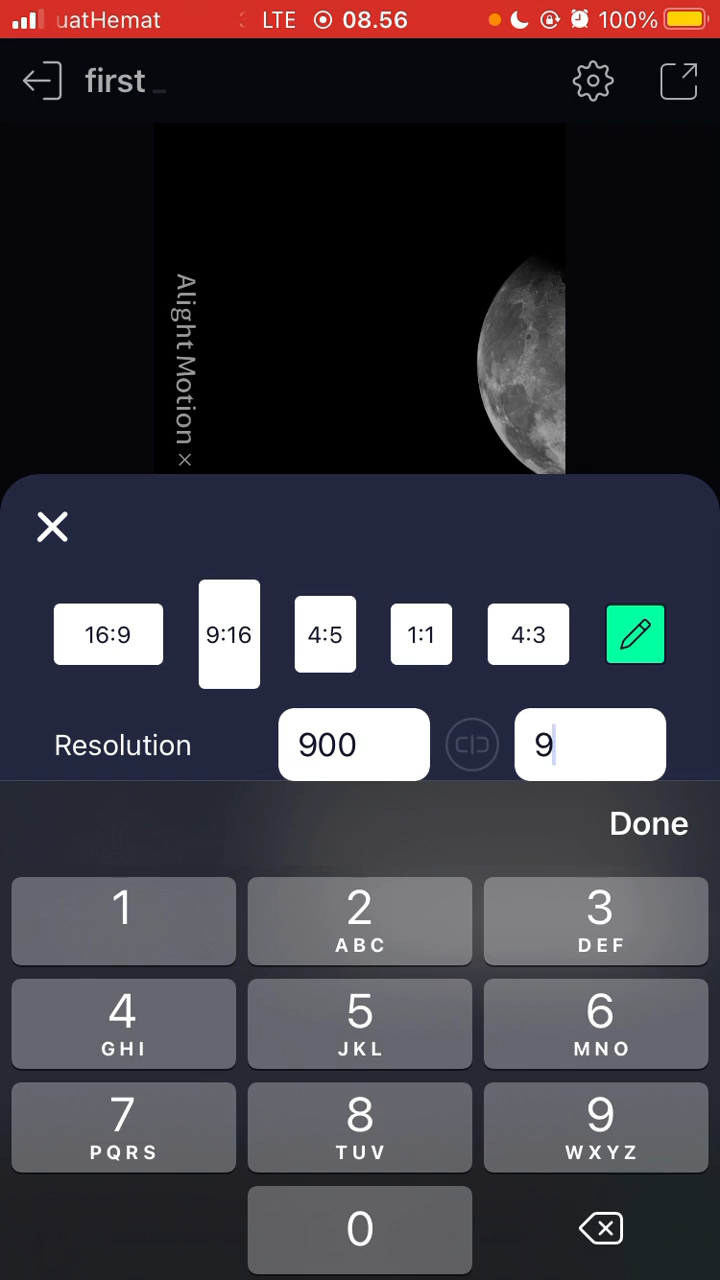 uatHemat LTE 08.56 100%
first _
Alight Motion ×
16:9 9:16 4:5 1:1 4:3
Resolution 900 9
Done
1 2 3
ABC DEF
4 5 6
GHI JKL MNO
7 8 9
PQRS TUV WXYZ
0